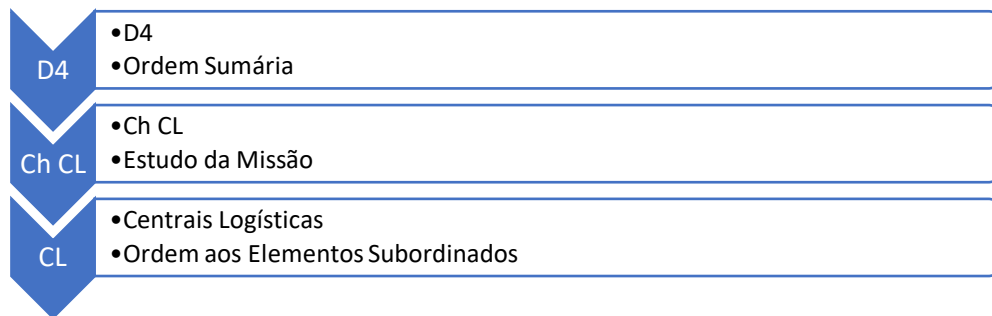 D4
•D4
•Ordem Sumária
Ch CL
•Ch CL
•Estudo da Missão
CL
•Centrais Logísticas
•Ordem aos Elementos Subordinados